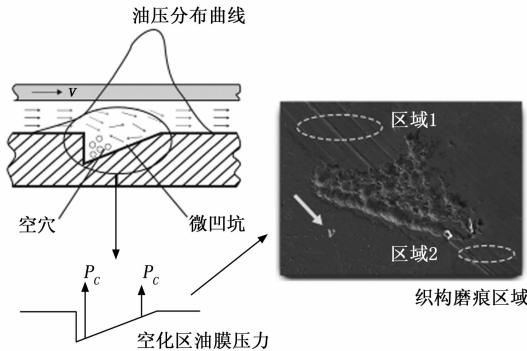 油压分布曲线
v
空穴
微凹坑
P_C
P_C
空化区油膜压力
区域1
v
区域2
织构磨痕区域